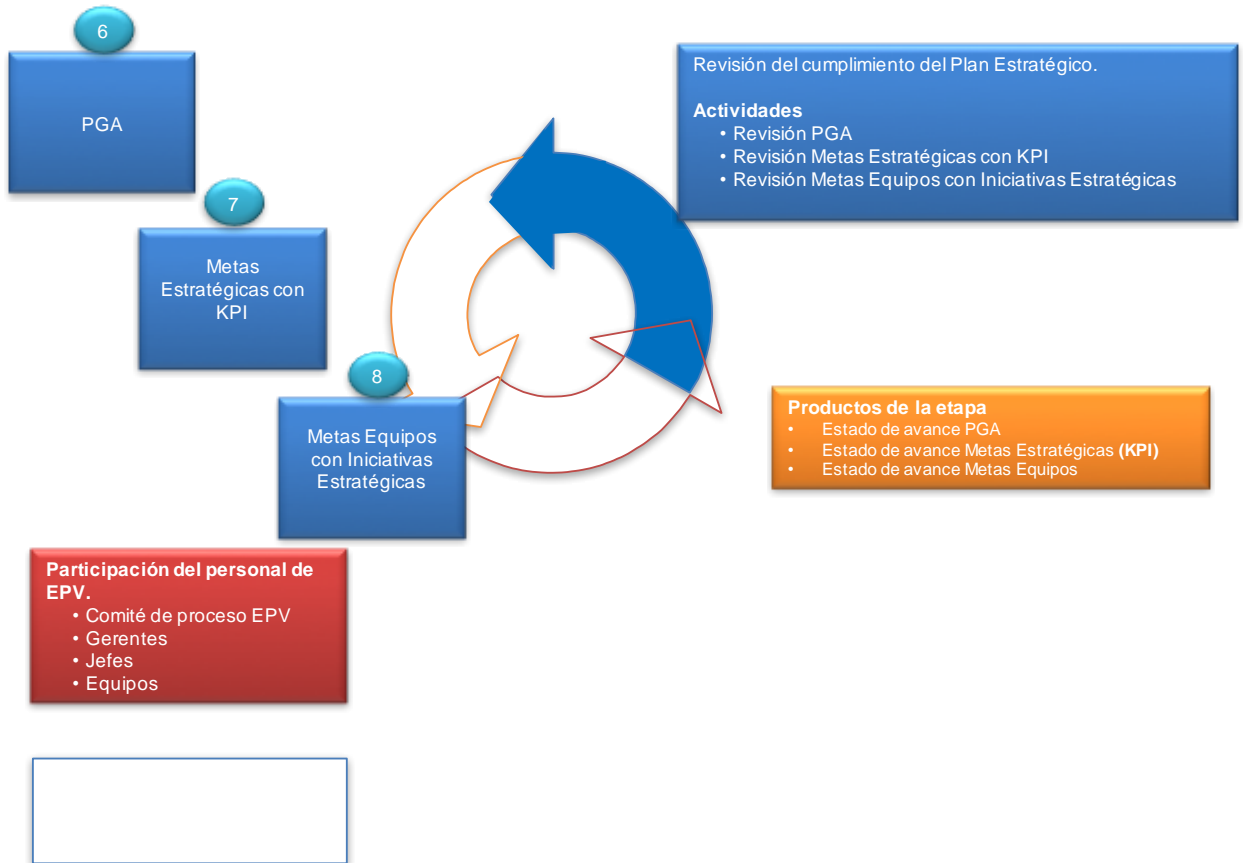 6
PGA
7
Metas
Estratégicas con
KPI
8
Metas Equipos
con Iniciativas
Estratégicas
Revisión del cumplimiento del Plan Estratégico.
Actividades
• Revisión PGA
• Revisión Metas Estratégicas con KPI
• Revisión Metas Equipos con Iniciativas Estratégicas
Productos de la etapa
• Estado de avance PGA
• Estado de avance Metas Estratégicas (KPI)
• Estado de avance Metas Equipos
Participación del personal de
EPV.
• Comité de proceso EPV
• Gerentes
• Jefes
• Equipos